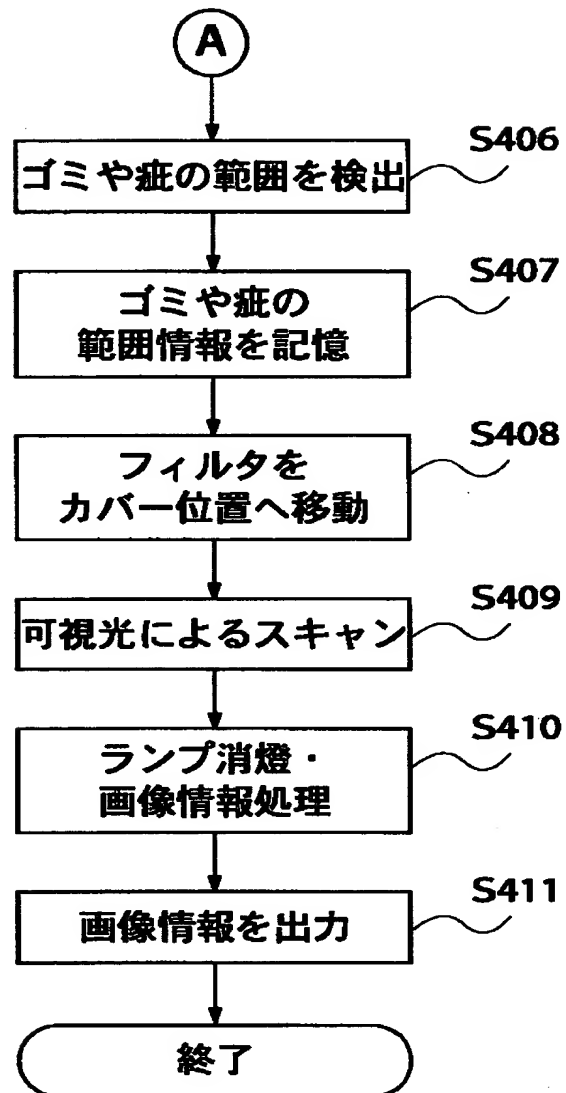 A
S406
ゴミや疵の範囲を検出
S407
ゴミや疵の
範囲情報を記憶
S408
フィルタを
カバー位置へ移動
S409
可視光によるスキャン
S410
ランプ消燈・
画像情報処理
S411
画像情報を出力
終了